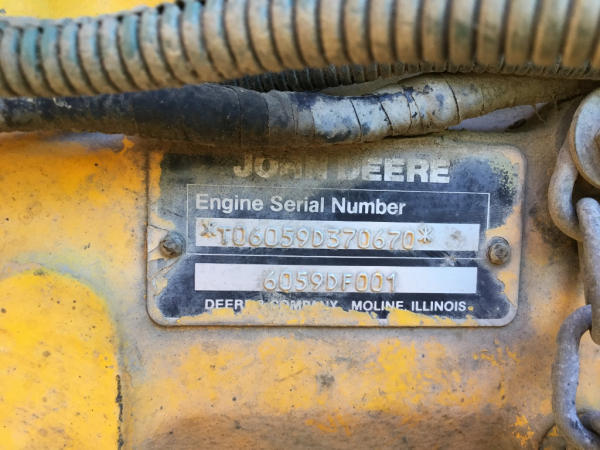 JOHN DEERE
Engine Serial Number
*T06059D370670*
6059DF001
DEERE & COMPANY MOLINE, ILLINOIS